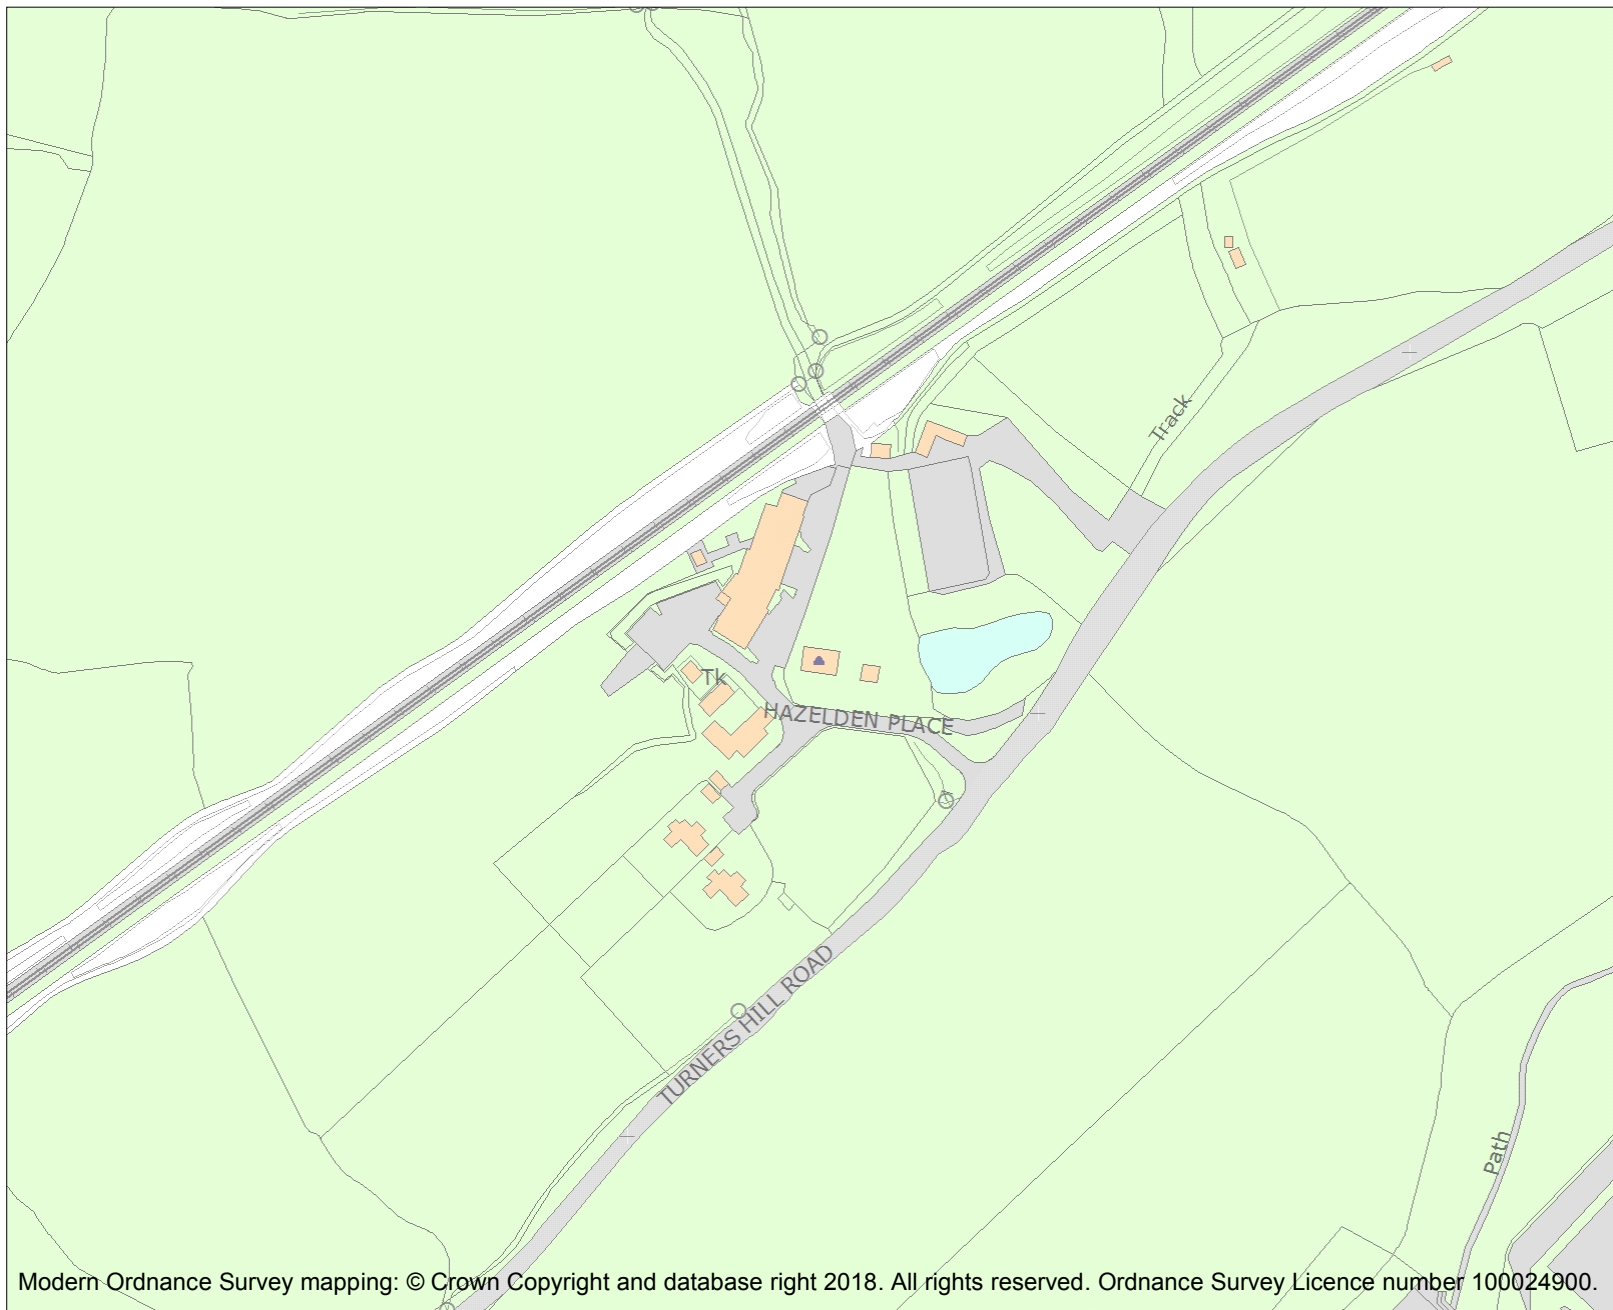 Track
Tk
HAZELDEN PLACE
TURNERS HILL ROAD
Path
Modern Ordnance Survey mapping: © Crown Copyright and database right 2018. All rights reserved. Ordnance Survey Licence number 100024900.